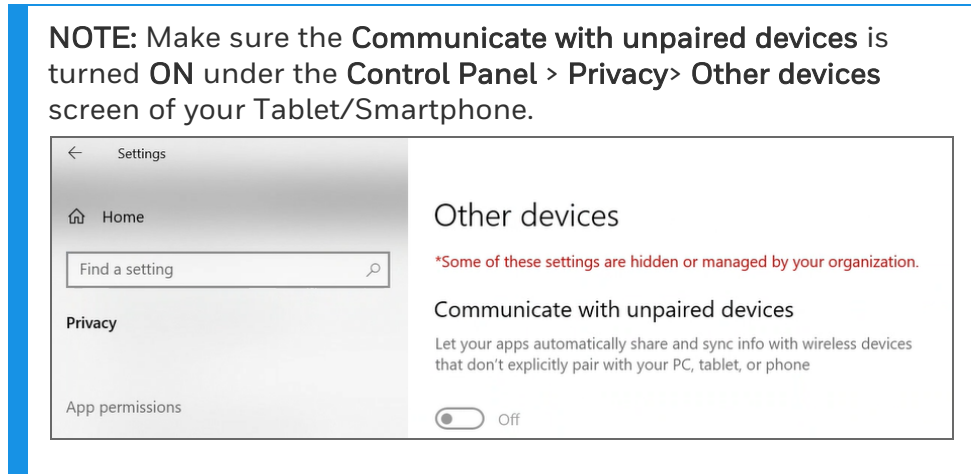 NOTE: Make sure the Communicate with unpaired devices is
turned ON under the Control Panel > Privacy> Other devices
screen of your Tablet/Smartphone.
Settings
Home
Find a setting
Privacy
App permissions
Other devices
*Some of these settings are hidden or managed by your organization.
Communicate with unpaired devices
Let your apps automatically share and sync info with wireless devices
that don't explicitly pair with your PC, tablet, or phone
Off